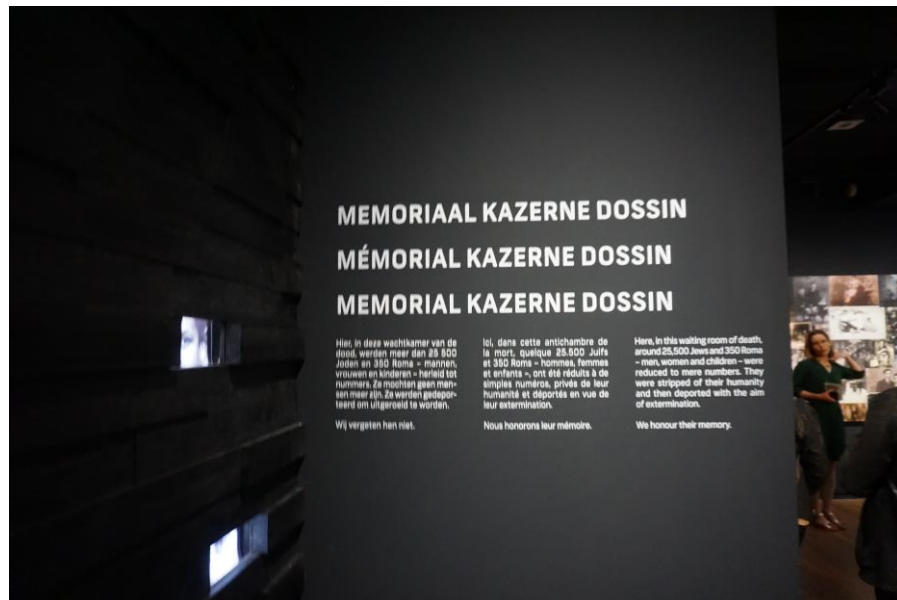 MEMORIAAL KAZERNE DOSSIN
MÉMORIAL KAZERNE DOSSIN
MEMORIAL KAZERNE DOSSIN
Hier, in deze wachtkamer van de
dood, werden meer dan 25 500
Joden en 350 Roma – mannen,
vrouwen en kinderen – herleid tot
nummers. Ze mochten geen men-
sen meer zijn. Ze werden gedepor-
teerd om uitgeroeid te worden.
Wij vergeten hen niet.
Ici, dans cette antichambre de
la mort, quelque 25.500 Juifs
et 350 Roms – hommes, femmes
et enfants –, ont été réduits à de
simples numéros, privés de leur
humanité et déportés en vue de
leur extermination.
Nous honorons leur mémoire.
Here, in this waiting room of death,
around 25,500 Jews and 350 Roma
– men, women and children – were
reduced to mere numbers. They
were stripped of their humanity
and then deported with the aim
of extermination.
We honour their memory.